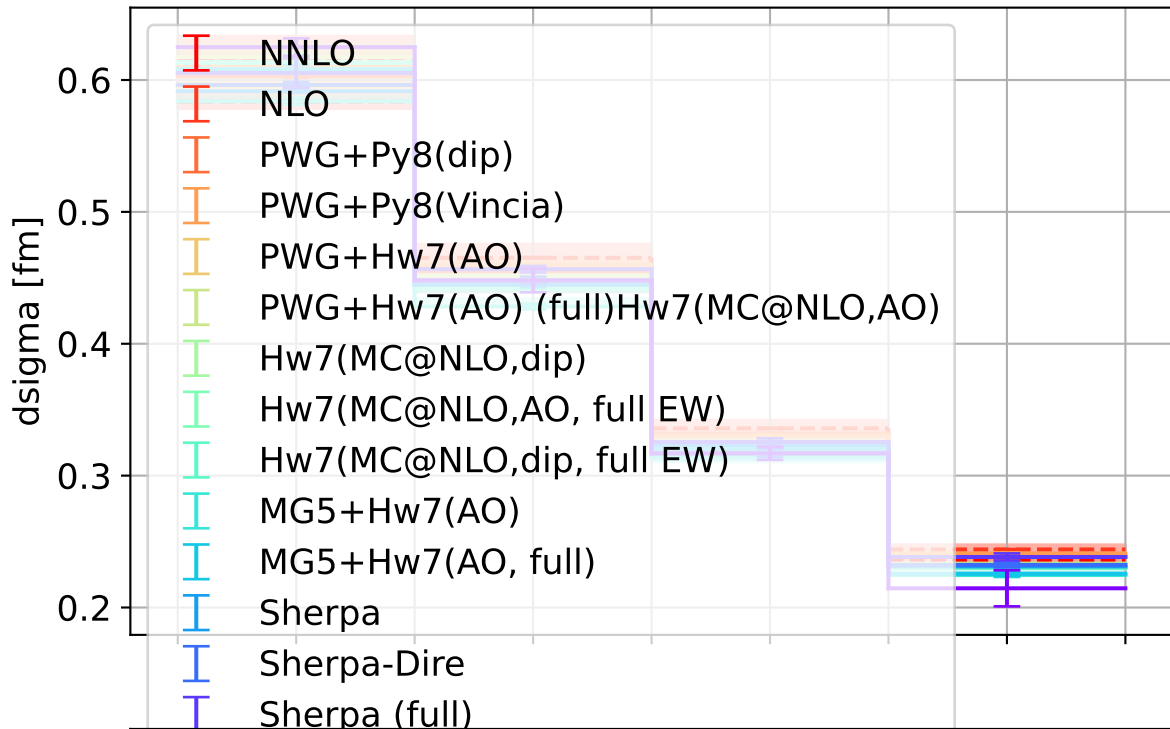 NNLO
0.6
NLO
PWG+Py8(dip)
0.5
PWG+Py8(Vincia)
PWG+Hw7(AO)
dsigma [fm]
PWG+Hw7(AO) (full)Hw7(MC@NLO,AO)
0.4
Hw7(MC@NLO,dip)
Hw7(MC@NLO,AO, full EW)
Hw7(MC@NLO,dip, full EW)
0.3
MG5+Hw7(AO)
MG5+Hw7(AO, full)
0.2
Sherpa
Sherpa-Dire
Sherpa (full)